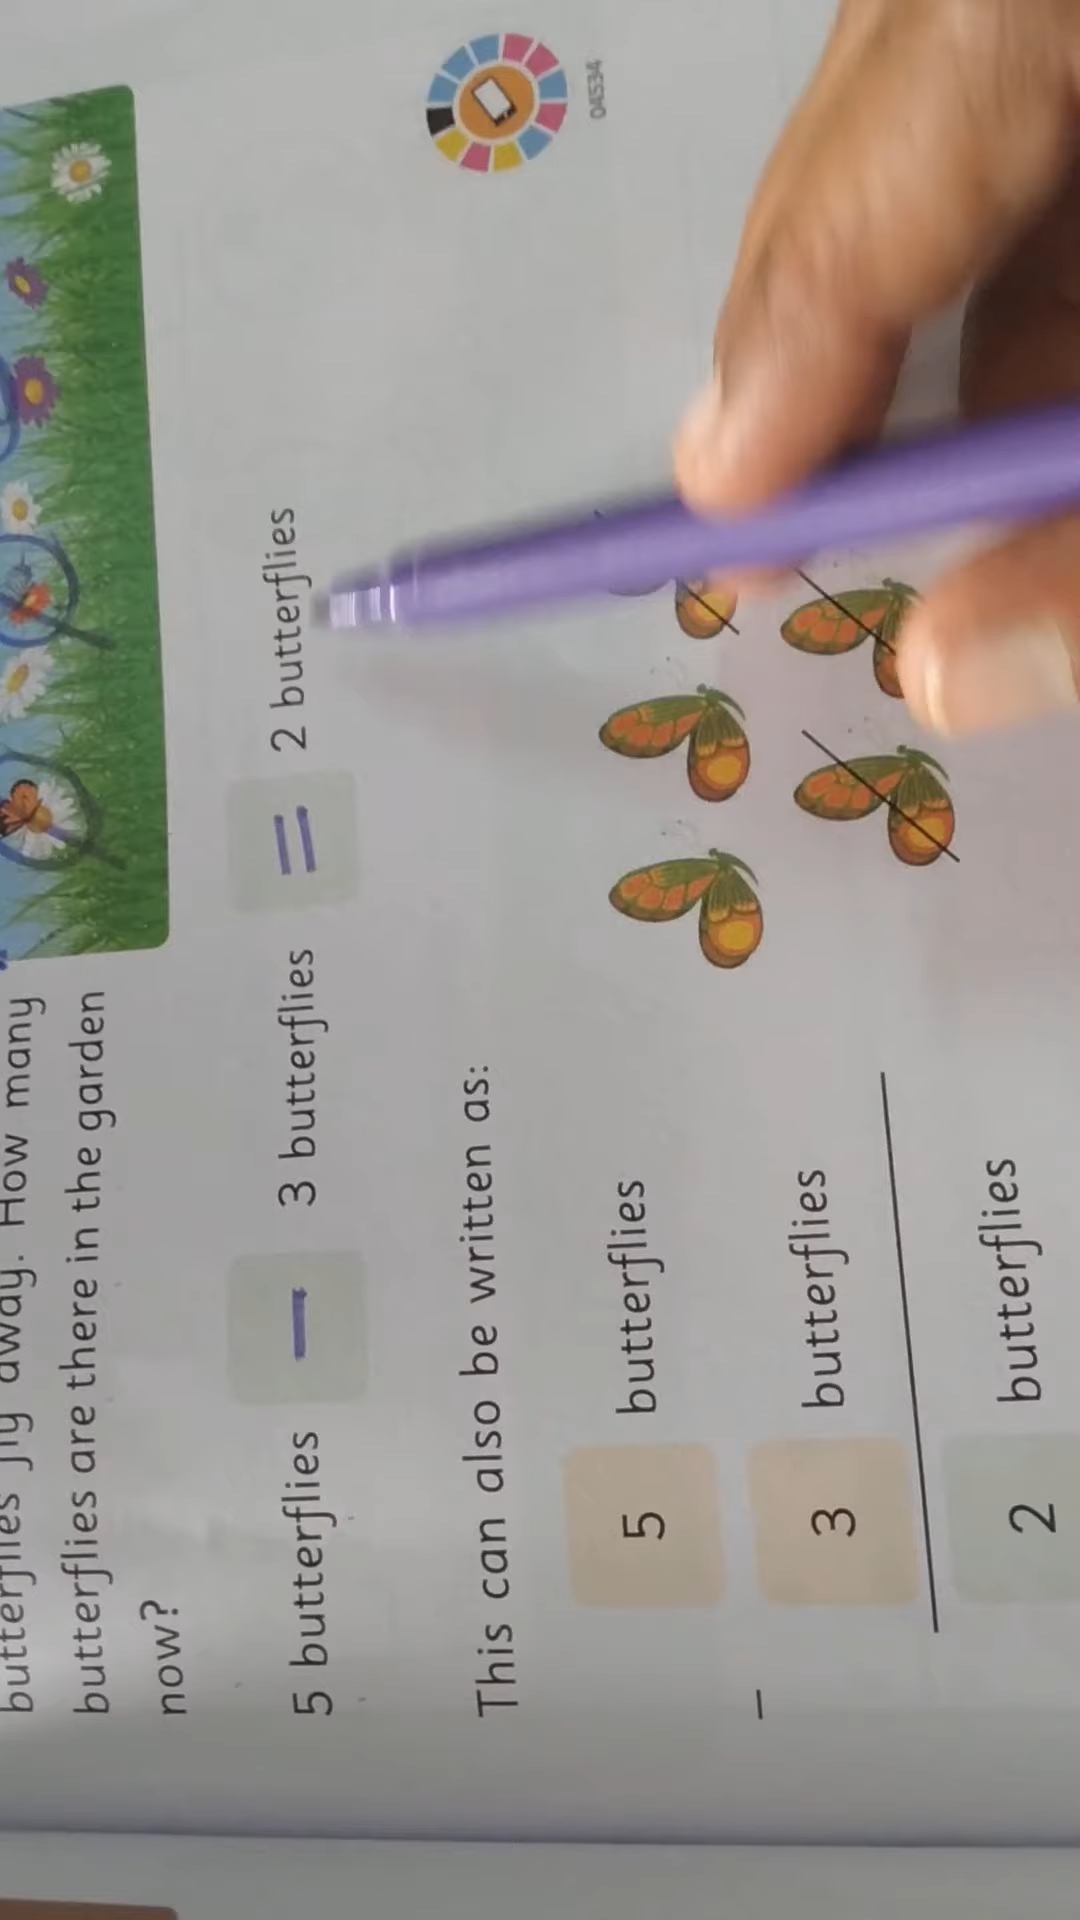 butterflies fly away. How many
butterflies are there in the garden
now?
5 butterflies — 3 butterflies = 2 butterflies
This can also be written as:
5 butterflies
– 3 butterflies
2 butterflies
04534